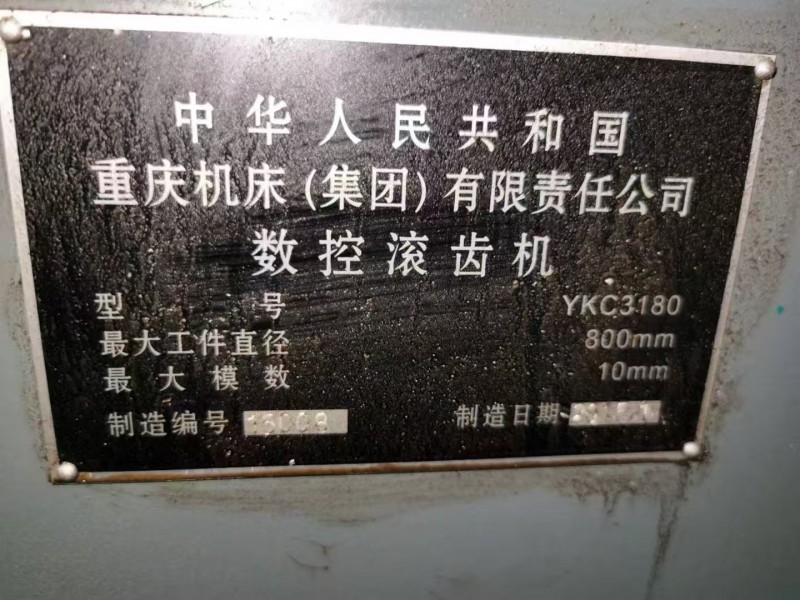 中华人民共和国
重庆机床(集团)有限责任公司
数控滚齿机
型号 YKC3180
最大工件直径 800mm
最大模数 10mm
制造编号 制造日期